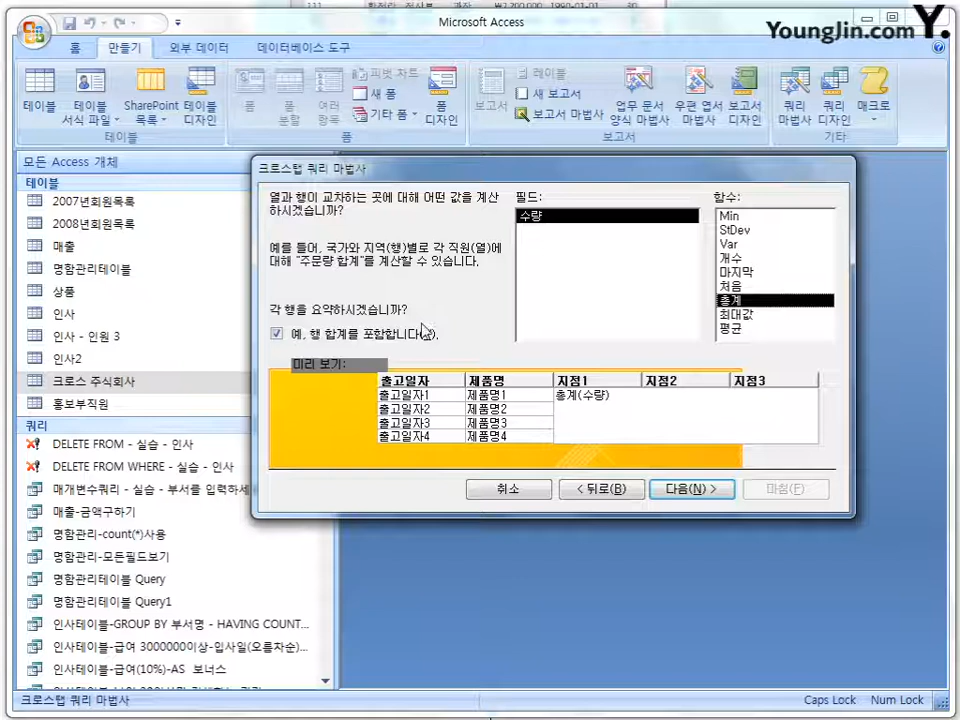 Microsoft Access
YoungJin.com Y.
홈 만들기 외부 데이터 데이터베이스 도구
테이블
테이블 서식 파일
SharePoint 목록
테이블 디자인
테이블
폼
폼 분할
여러 항목
피벗 차트
새 폼
기타 폼
폼 디자인
폼
보고서
레이블
새 보고서
보고서 마법사
업무 문서 양식 마법사
우편 엽서 마법사
보고서 디자인
보고서
쿼리 마법사
쿼리 디자인
매크로
기타
모든 Access 개체
테이블
2007년회원목록
2008년회원목록
매출
명함관리테이블
상품
인사
인사 - 인원 3
인사2
크로스 주식회사
홍보부직원
쿼리
DELETE FROM - 실습 - 인사
DELETE FROM WHERE - 실습 - 인사
매개변수쿼리 - 실습 - 부서를 입력하세
매출-금액구하기
명함관리-count(*)사용
명함관리-모든필드보기
명함관리테이블 Query
명함관리테이블 Query1
인사테이블-GROUP BY 부서명 - HAVING COUNT...
인사테이블-급여 3000000이상-입사일(오름차순)...
인사테이블-급여(10%)-AS 보너스
크로스탭 쿼리 마법사
열과 행이 교차하는 곳에 대해 어떤 값을 계산
하시겠습니까?
예를 들어, 국가와 지역(행)별로 각 직원(열)에
대해 "주문량 합계"를 계산할 수 있습니다.
각 행을 요약하시겠습니까?
예, 행 합계를 포함합니다
필드:
수량
함수:
Min
StDev
Var
개수
마지막
처음
총계
최대값
평균
미리 보기:
출고일자 제품명 지점1 지점2 지점3
출고일자1 제품명1 총계(수량)
출고일자2 제품명2
출고일자3 제품명3
출고일자4 제품명4
취소 < 뒤로(B) 다음(N) > 마침(F)
크로스탭 쿼리 마법사 Caps Lock Num Lock